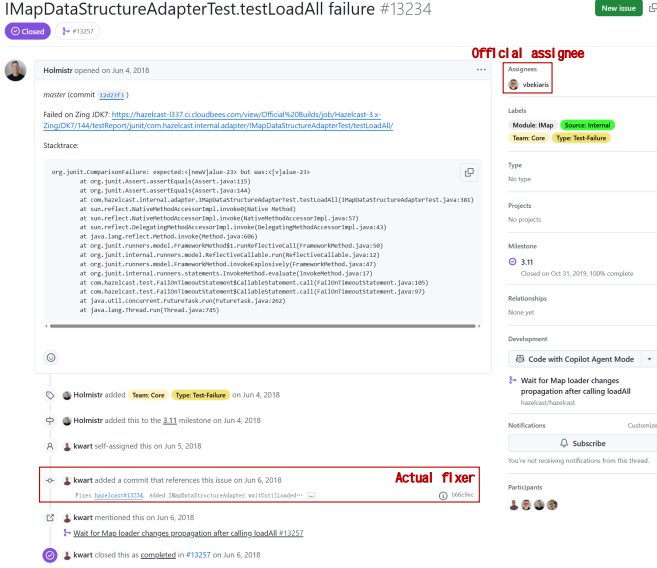 IMapDataStructureAdapterTest.testLoadAll failure #13234
New issue
Closed
#13257
Official assignee
Holmistr opened on Jun 4, 2018
master (commit 12d23f3 )
Failed on Zing JDK7: https://hazelcast-l337.ci.cloudbees.com/view/Official%20Builds/job/Hazelcast-3.x-
ZingJDK7/144/testReport/junit/com.hazelcast.internal.adapter/IMapDataStructureAdapterTest/testLoadAll/
Stacktrace:
org.junit.ComparisonFailure: expected:<[newV]alue-23> but was:<[v]alue-23>
at org.junit.Assert.assertEquals(Assert.java:115)
at org.junit.Assert.assertEquals(Assert.java:144)
at com.hazelcast.internal.adapter.IMapDataStructureAdapterTest.testLoadAll(IMapDataStructureAdapterTest.java:381)
at sun.reflect.NativeMethodAccessorImpl.invoke0(Native Method)
at sun.reflect.NativeMethodAccessorImpl.invoke(NativeMethodAccessorImpl.java:57)
at sun.reflect.DelegatingMethodAccessorImpl.invoke(DelegatingMethodAccessorImpl.java:43)
at java.lang.reflect.Method.invoke(Method.java:606)
at org.junit.runners.model.FrameworkMethod$1.runReflectiveCall(FrameworkMethod.java:50)
at org.junit.internal.runners.model.ReflectiveCallable.run(ReflectiveCallable.java:12)
at org.junit.runners.model.FrameworkMethod.invokeExplosively(FrameworkMethod.java:47)
at org.junit.internal.runners.statements.InvokeMethod.evaluate(InvokeMethod.java:17)
at com.hazelcast.test.FailOnTimeoutStatement$CallableStatement.call(FailOnTimeoutStatement.java:105)
at com.hazelcast.test.FailOnTimeoutStatement$CallableStatement.call(FailOnTimeoutStatement.java:97)
at java.util.concurrent.FutureTask.run(FutureTask.java:262)
at java.lang.Thread.run(Thread.java:745)
Holmistr added Team: Core Type: Test-Failure on Jun 4, 2018
Holmistr added this to the 3.11 milestone on Jun 4, 2018
kwart self-assigned this on Jun 5, 2018
kwart added a commit that references this issue on Jun 6, 2018
Actual fixer
Fixes hazelcast#13234. Added IMapDataStructureAdapter.waitUntilLoaded…
b66c9ec
kwart mentioned this on Jun 6, 2018
Wait for Map loader changes propagation after calling loadAll #13257
kwart closed this as completed in #13257 on Jun 6, 2018
Assignees
vbekiaris
Labels
Module: IMap Source: Internal
Team: Core Type: Test-Failure
Type
No type
Projects
No projects
Milestone
3.11
Closed on Oct 31, 2019, 100% complete
Relationships
None yet
Development
Code with Copilot Agent Mode
Wait for Map loader changes
propagation after calling loadAll
hazelcast/hazelcast
Notifications
Customize
Subscribe
You're not receiving notifications from this thread.
Participants